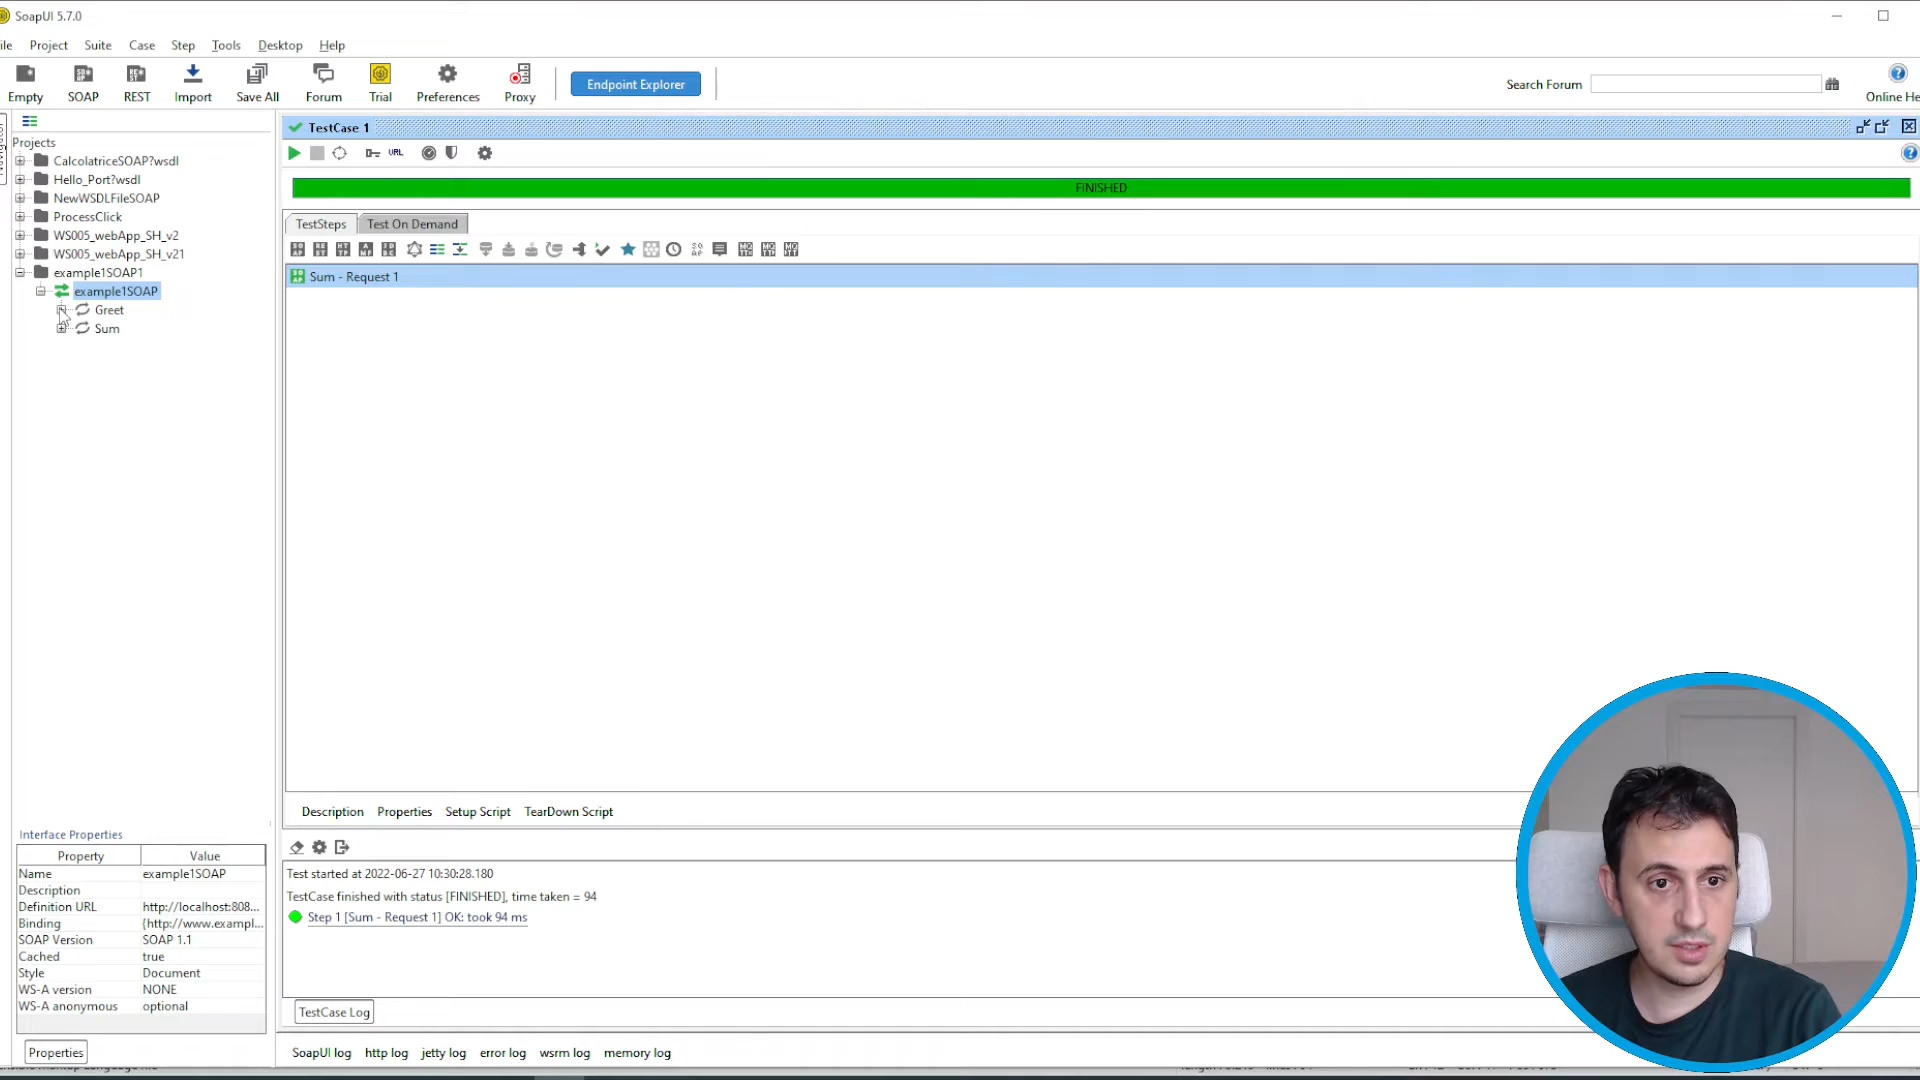 SoapUI 5.7.0
ile Project Suite Case Step Tools Desktop Help
Empty SOAP REST Import Save All Forum Trial Preferences Proxy Endpoint Explorer Search Forum Online He
Projects
CalcolatriceSOAP?wsdl
Hello_Port?wsdl
NewWSDLFileSOAP
ProcessClick
WS005_webApp_SH_v2
WS005_webApp_SH_v21
example1SOAP1
example1SOAP
Greet
Sum
TestCase 1
URL
FINISHED
TestSteps Test On Demand
Sum - Request 1
Description Properties Setup Script TearDown Script
Test started at 2022-06-27 10:30:28.180
TestCase finished with status [FINISHED], time taken = 94
Step 1 [Sum - Request 1] OK: took 94 ms
TestCase Log
Interface Properties
Property Value
Name example1SOAP
Description
Definition URL http://localhost:808...
Binding {http://www.exampl...
SOAP Version SOAP 1.1
Cached true
Style Document
WS-A version NONE
WS-A anonymous optional
Properties
SoapUI log http log jetty log error log wsrm log memory log